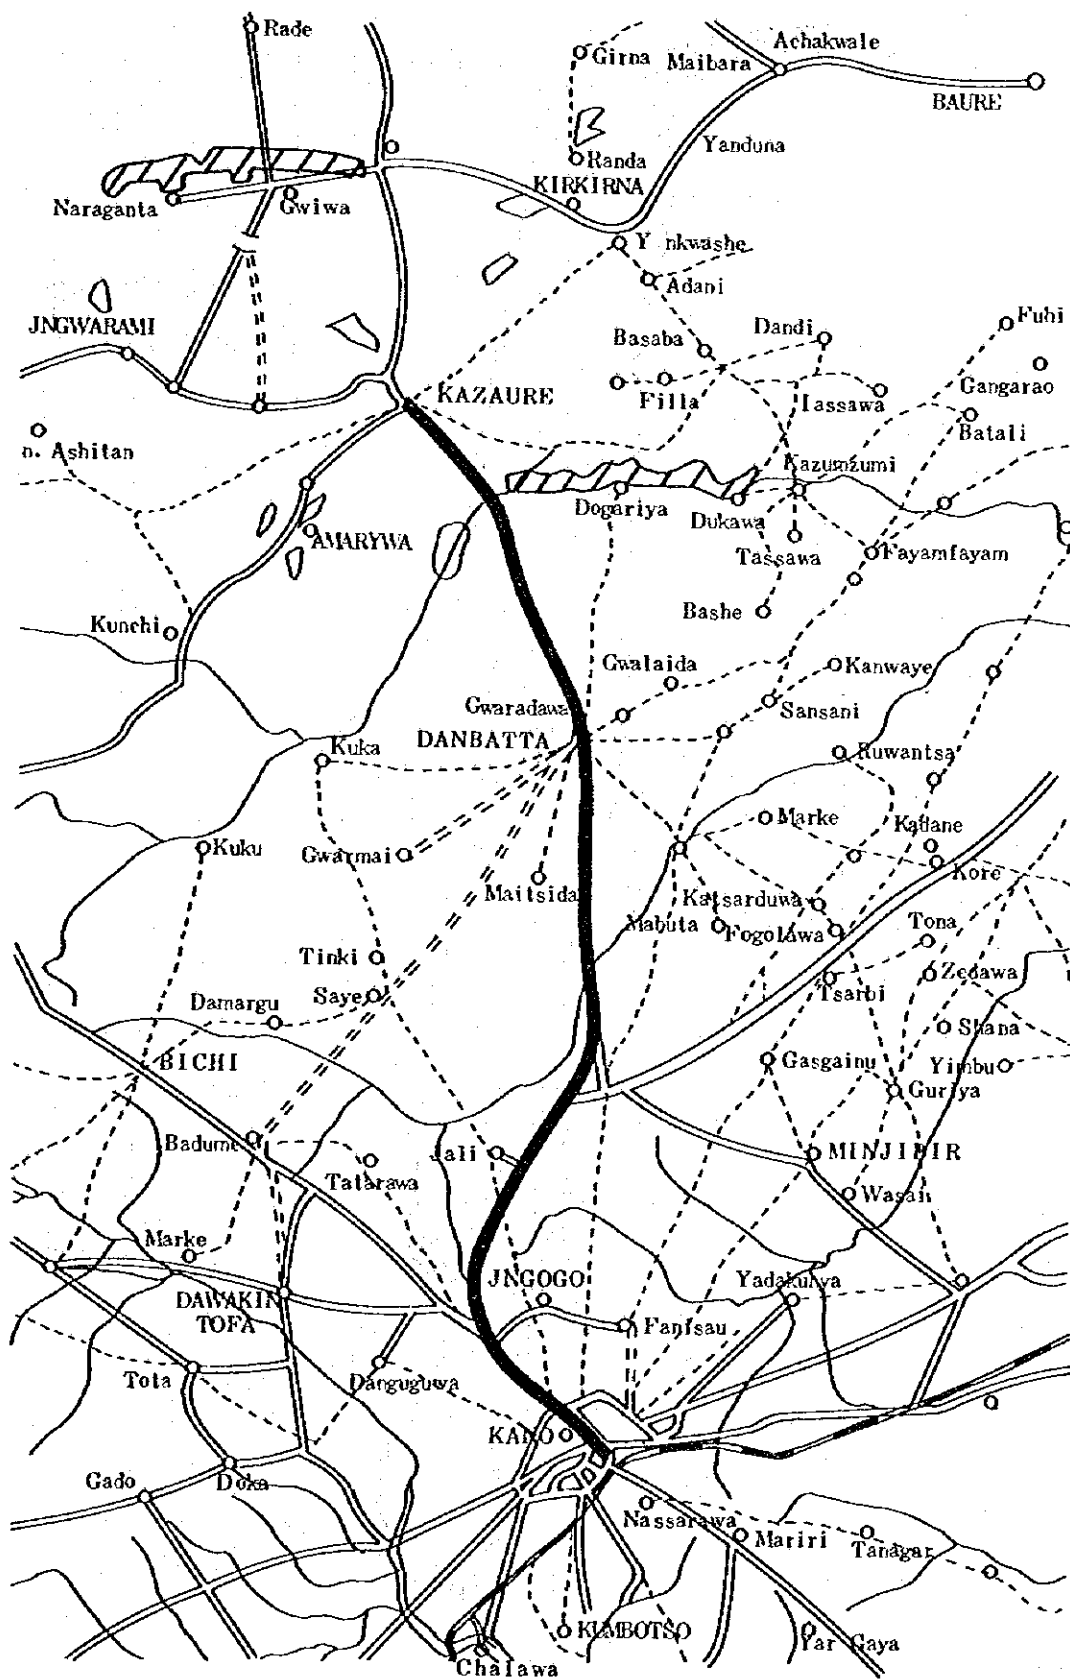 Rade
Girna
Maibara
Achakwale
BAURE
Yanduna
Randa
KIRKIRNA
Naraganta
Gwiwa
Y nkwashe
Adani
JNGWARAMI
Basaba
Dandi
Fuhi
Gangarao
KAZAURE
Filla
Iassawa
Batali
n. Ashitan
Kazumzumi
Dogariya
Dukawa
AMARYWA
Tassawa
Fayamfayam
Bashe
Kunchi
Gwalaida
Kanwaye
Gwaradawa
Sansani
DANBATTA
Kuka
Ruwantsa
Marke
Kadane
Kuku
Gwarmai
Kore
Maitsida
Katsarduwa
Mabuta
Fogolawa
Tona
Tinki
Zedawa
Saye
Tsarbi
Damargu
Shana
BICHI
Gasgainu
Yimbu
Guriya
Badume
Jali
MINJIBIR
Tatarawa
Wasai
Marke
JNGOGO
Yadakulya
DAWAKIN
TOFA
Fanisau
Tota
Danguguwa
KANO
Gado
Doka
Nassarawa
Mariri
Tanagar
KUMBOTSO
Yar Gaya
Chalawa